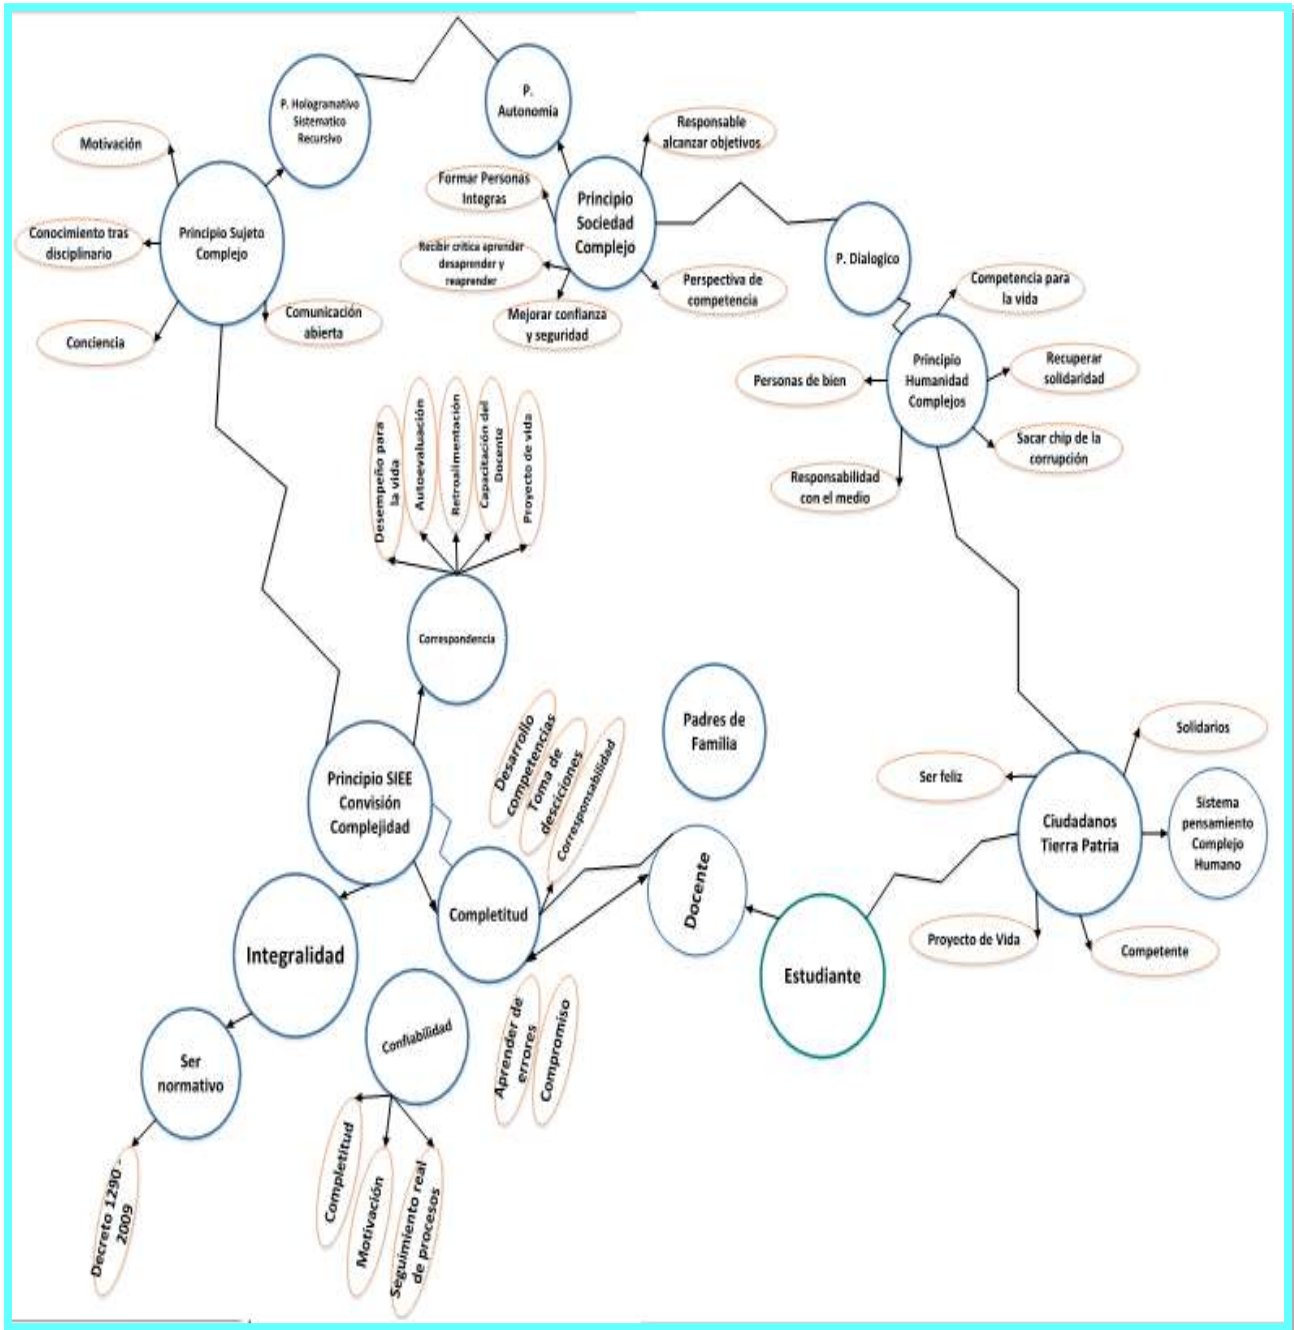 P. Hologramativo
Sistematico
Recursivo
P.
Autonomia
Motivación
Responsable
alcanzar objetivos
Formar Personas
Integras
Principio
Sociedad
Complejo
Conocimiento tras
disciplinario
Principio Sujeto
Complejo
Recibir critica aprender
desaprender y
reaprender
P. Dialogico
Perspectiva de
competencia
Competencia para
la vida
Comunicación
abierta
Mejorar confianza
y seguridad
Conciencia
Principio
Humanidad
Complejos
Recuperar
solidaridad
Personas de bien
Sacar chip de la
corrupción
Responsabilidad
con el medio
Desempeño para
la vida
Autoevaluación
Retroalimentación
Capacitación del
Docente
Proyecto de vida
Correspondencia
Padres de
Familia
Desarrollo
competencias
Toma de
desciciones
Corresponsabilidad
Solidarios
Ser feliz
Principio SIEE
Convisión
Complejidad
Ciudadanos
Tierra Patria
Sistema
pensamiento
Complejo
Humano
Docente
Completitud
Integralidad
Proyecto de Vida
Competente
Estudiante
Confiabilidad
Aprender de
errores
Compromiso
Ser
normativo
Completitud
Motivación
Seguimiento real
de procesos
Decreto 1290 -
2009